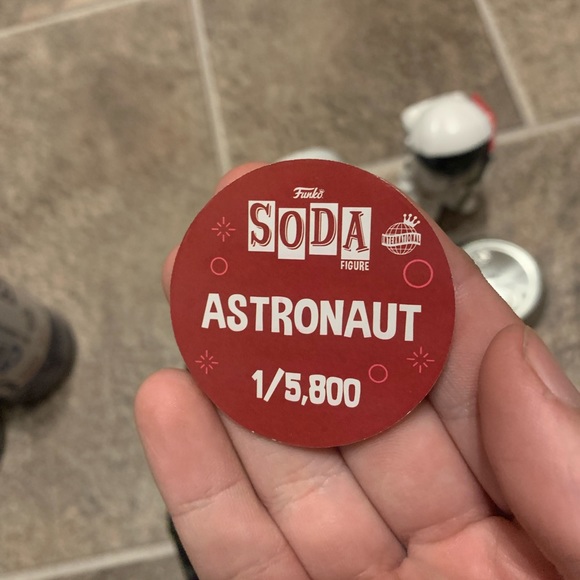 Funko
SODA
FIGURE
INTERNATIONAL
ASTRONAUT
1/5,800